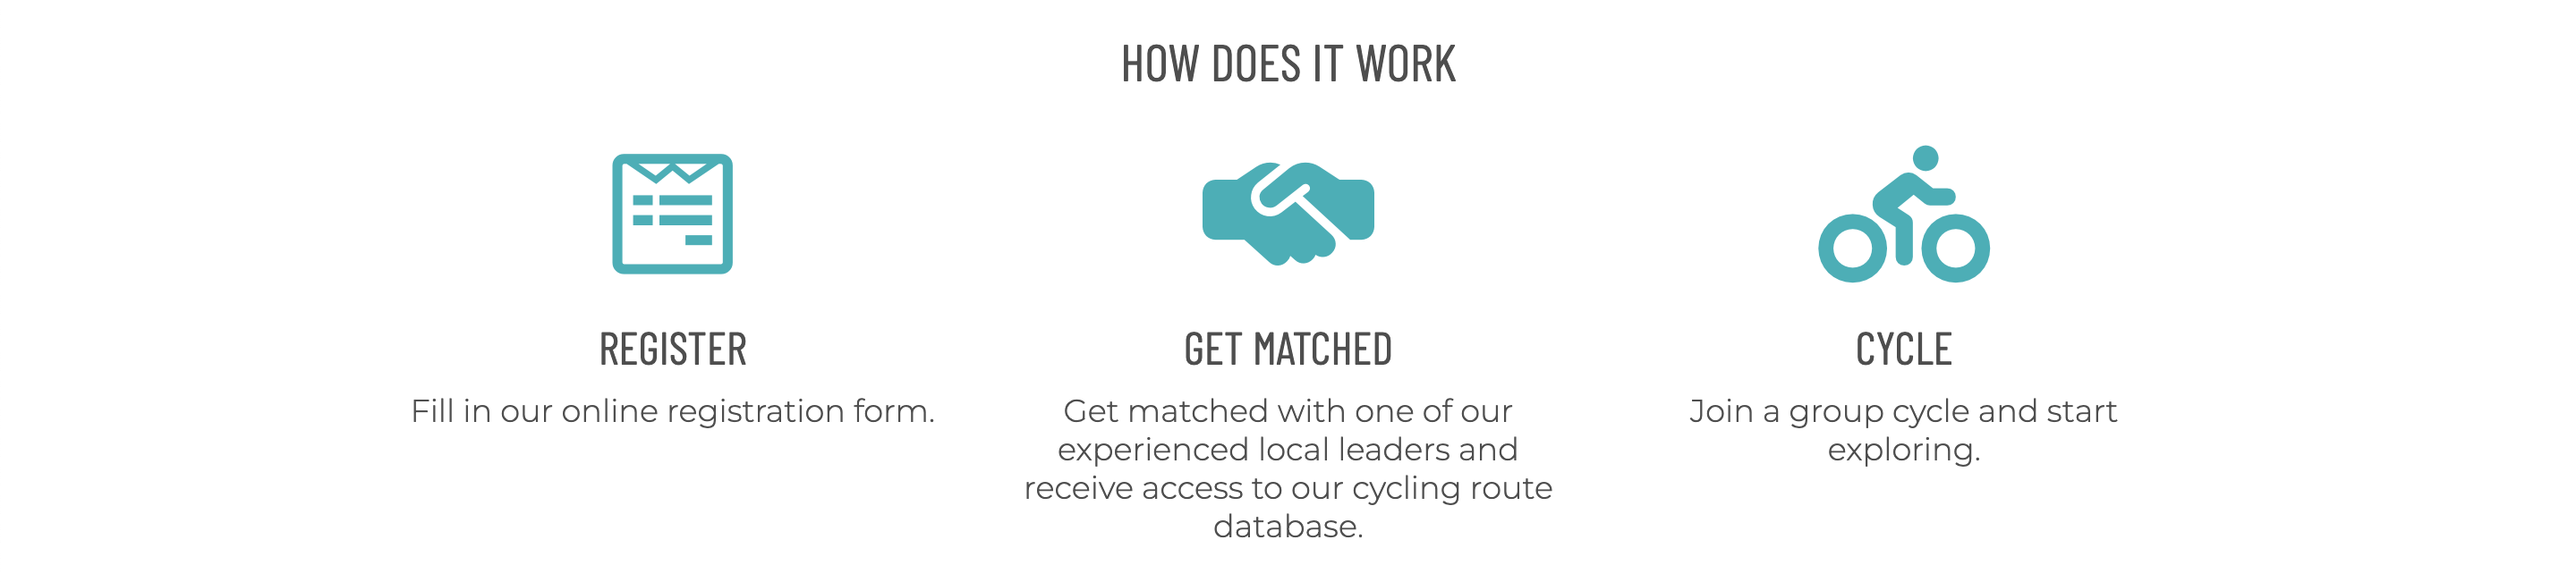 HOW DOES IT WORK
REGISTER
Fill in our online registration form.
GET MATCHED
Get matched with one of our
experienced local leaders and
receive access to our cycling route
database.
CYCLE
Join a group cycle and start
exploring.